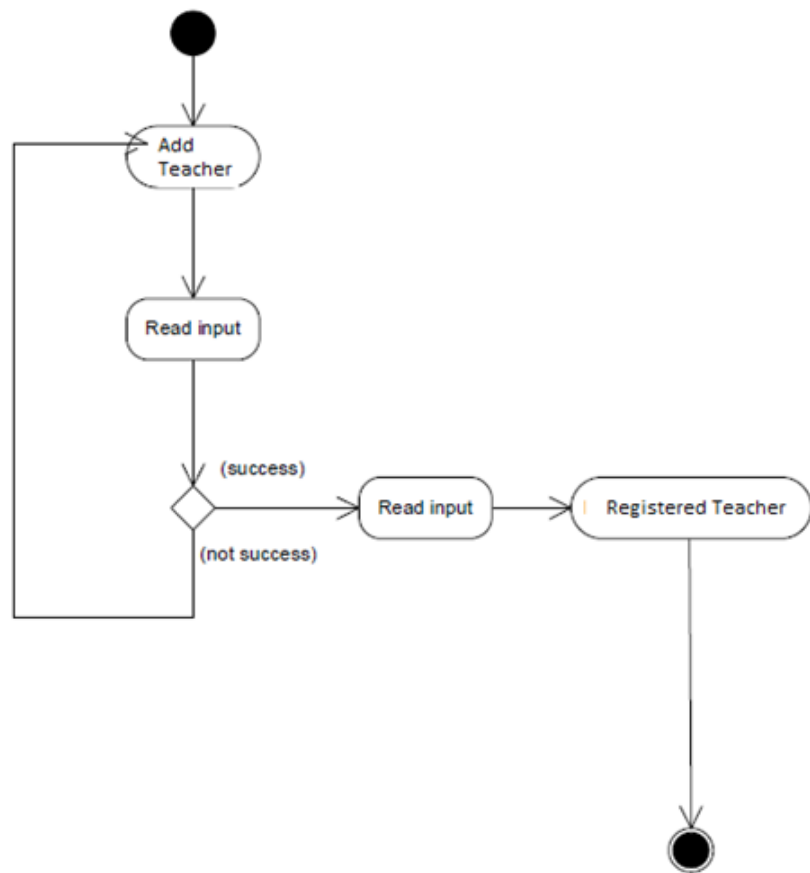 Add
Teacher
Read input
(success)
Read input
Registered Teacher
(not success)